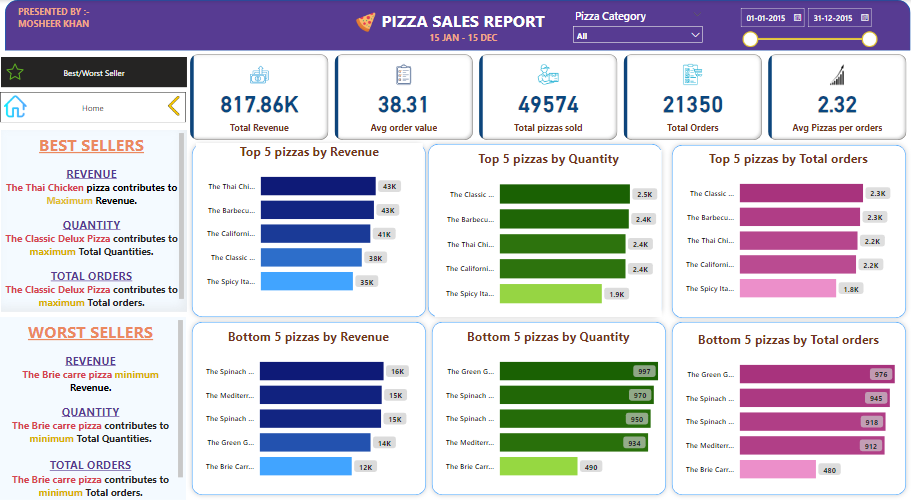 PRESENTED BY :-
MOSHEER KHAN
PIZZA SALES REPORT
15 JAN - 15 DEC
Pizza Category
All
01-01-2015
31-12-2015
Best/Worst Seller
Home
817.86K
Total Revenue
38.31
Avg order value
49574
Total pizzas sold
21350
Total Orders
2.32
Avg Pizzas per orders
BEST SELLERS
REVENUE
The Thai Chicken pizza contributes to
Maximum Revenue.
QUANTITY
The Classic Delux Pizza contributes to
maximum Total Quantities.
TOTAL ORDERS
The Classic Delux Pizza contributes to
maximum Total orders.
Top 5 pizzas by Revenue
The Thai Chi... 43K
The Barbecu... 43K
The Californi... 41K
The Classic ... 38K
The Spicy Ita... 35K
Top 5 pizzas by Quantity
The Classic ... 2.5K
The Barbecu... 2.4K
The Thai Chi... 2.4K
The Californi... 2.4K
The Spicy Ita... 1.9K
Top 5 pizzas by Total orders
The Classic ... 2.3K
The Barbecu... 2.3K
The Thai Chi... 2.2K
The Californi... 2.2K
The Spicy Ita... 1.8K
WORST SELLERS
REVENUE
The Brie carre pizza minimum
Revenue.
QUANTITY
The Brie carre pizza contributes to
minimum Total Quantities.
TOTAL ORDERS
The Brie carre pizza contributes to
minimum Total orders.
Bottom 5 pizzas by Revenue
The Spinach ... 16K
The Mediterr... 15K
The Spinach ... 15K
The Green G... 14K
The Brie Carr... 12K
Bottom 5 pizzas by Quantity
The Green G... 997
The Spinach ... 970
The Spinach ... 950
The Mediterr... 934
The Brie Carr... 490
Bottom 5 pizzas by Total orders
The Green G... 976
The Spinach ... 945
The Spinach ... 918
The Mediterr... 912
The Brie Carr... 480